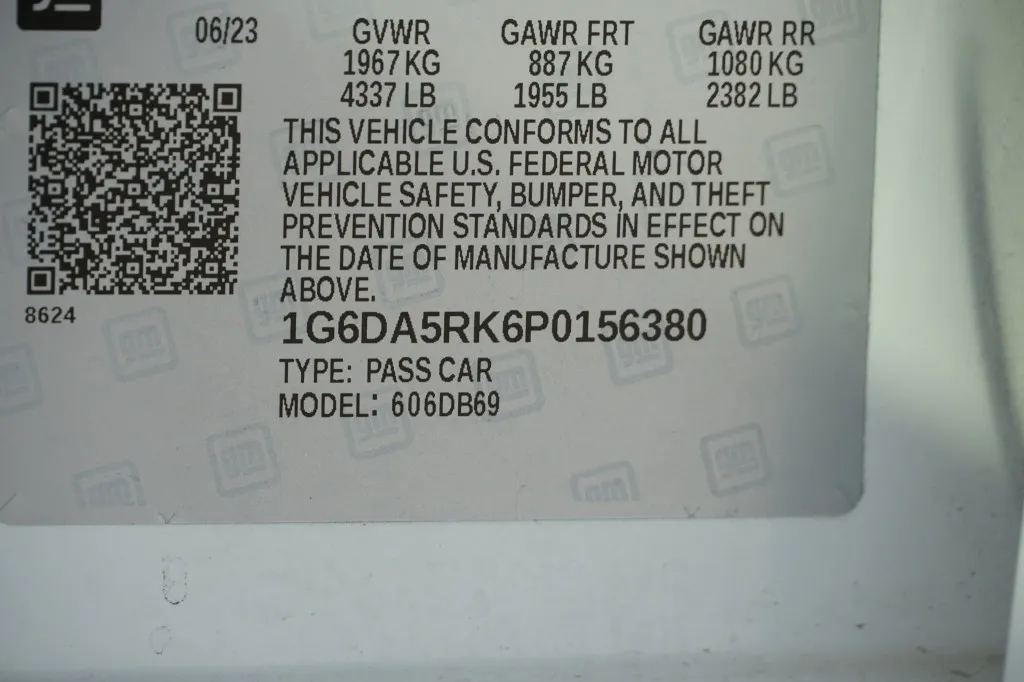 06/23 GVWR GAWR FRT GAWR RR
1967 KG 887 KG 1080 KG
4337 LB 1955 LB 2382 LB
THIS VEHICLE CONFORMS TO ALL
APPLICABLE U.S. FEDERAL MOTOR
VEHICLE SAFETY, BUMPER, AND THEFT
PREVENTION STANDARDS IN EFFECT ON
THE DATE OF MANUFACTURE SHOWN
ABOVE.
8624
1G6DA5RK6P0156380
TYPE: PASS CAR
MODEL: 606DB69